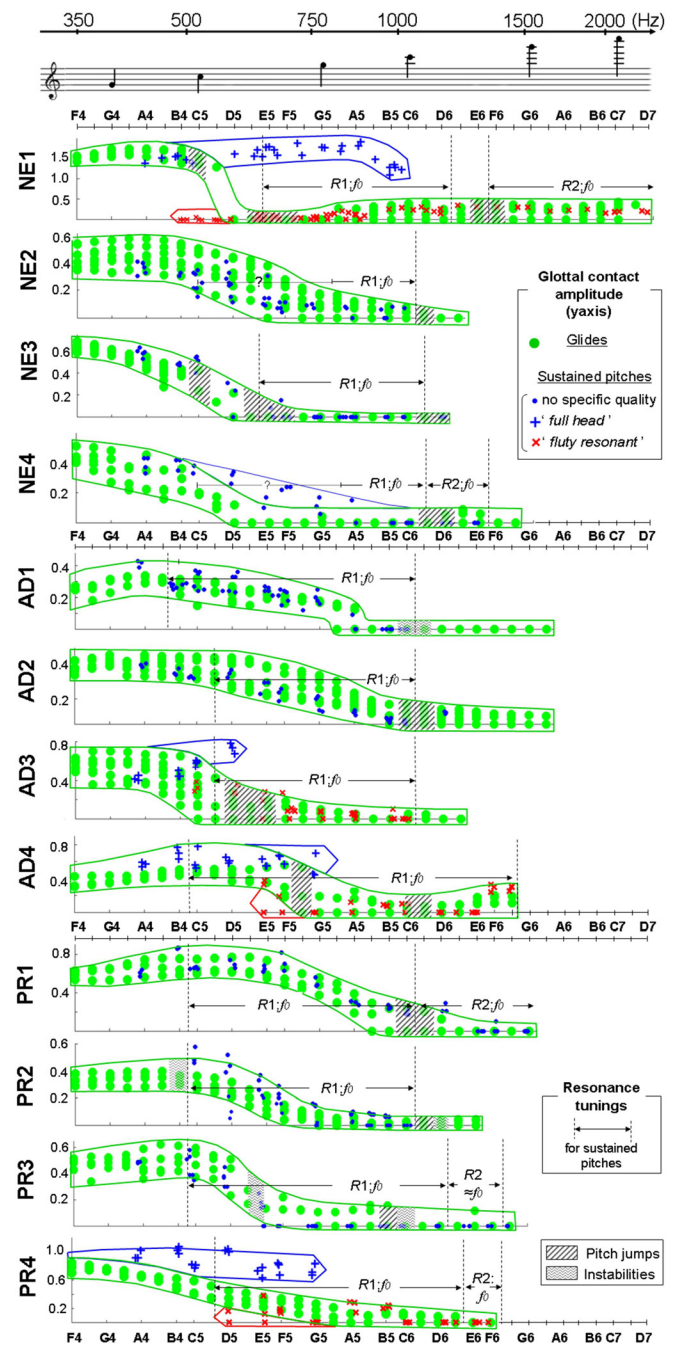 350 500 750 1000 1500 2000 (Hz)
F4 G4 A4 B4 C5 D5 E5 F5 G5 A5 B5 C6 D6 E6 F6 G6 A6 B6 C7 D7
NE1
1.5
1.0
0.5
R1:f0
R2:f0
NE2
0.6
0.4
0.2
?
R1:f0
Glottal contact
amplitude
(yaxis)
Glides
Sustained pitches
no specific quality
‘ full head ’
‘ fluty resonant ’
NE3
0.6
0.4
0.2
R1:f0
NE4
0.4
0.2
?
R1:f0
R2:f0
F4 G4 A4 B4 C5 D5 E5 F5 G5 A5 B5 C6 D6 E6 F6 G6 A6 B6 C7 D7
AD1
0.4
0.2
R1:f0
AD2
0.4
0.2
R1:f0
AD3
0.8
0.4
R1:f0
AD4
0.8
0.4
R1:f0
F4 G4 A4 B4 C5 D5 E5 F5 G5 A5 B5 C6 D6 E6 F6 G6 A6 B6 C7 D7
PR1
0.8
0.4
R1:f0
R2:f0
PR2
0.6
0.4
0.2
R1:f0
Resonance
tunings
for sustained
pitches
PR3
0.6
0.4
0.2
R1:f0
R2
≈f0
PR4
1.0
0.6
0.2
R1:f0
R2:
f0
Pitch jumps
Instabilities
F4 G4 A4 B4 C5 D5 E5 F5 G5 A5 B5 C6 D6 E6 F6 G6 A6 B6 C7 D7